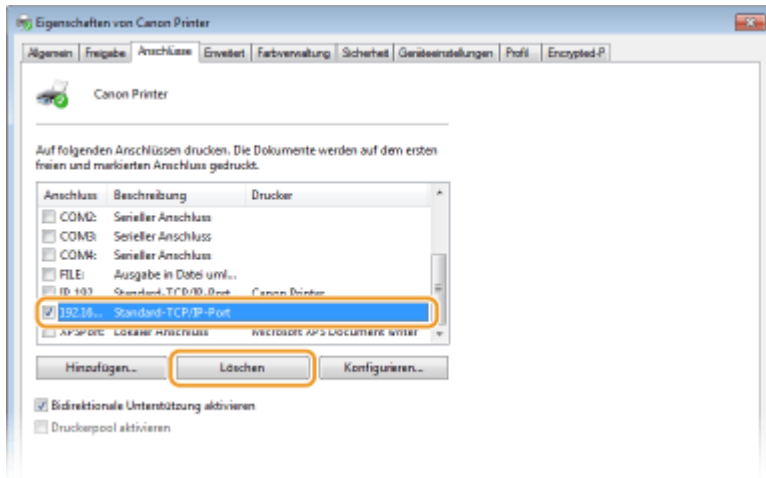 Eigenschaften von Canon Printer
Allgemein Freigabe Anschlüsse Erweitert Farbverwaltung Sicherheit Geräteeinstellungen Profil Encrypted-P
Canon Printer
Auf folgenden Anschlüssen drucken. Die Dokumente werden auf dem ersten
freien und markierten Anschluss gedruckt.
Anschluss Beschreibung Drucker
COM2: Serieller Anschluss
COM3: Serieller Anschluss
COM4: Serieller Anschluss
FILE: Ausgabe in Datei uml...
IP_192... Standard-TCP/IP-Port Canon Printer
192.16... Standard-TCP/IP-Port
XPSPort: Lokaler Anschluss Microsoft XPS Document Writer
Hinzufügen... Löschen Konfigurieren...
Bidirektionale Unterstützung aktivieren
Druckerpool aktivieren